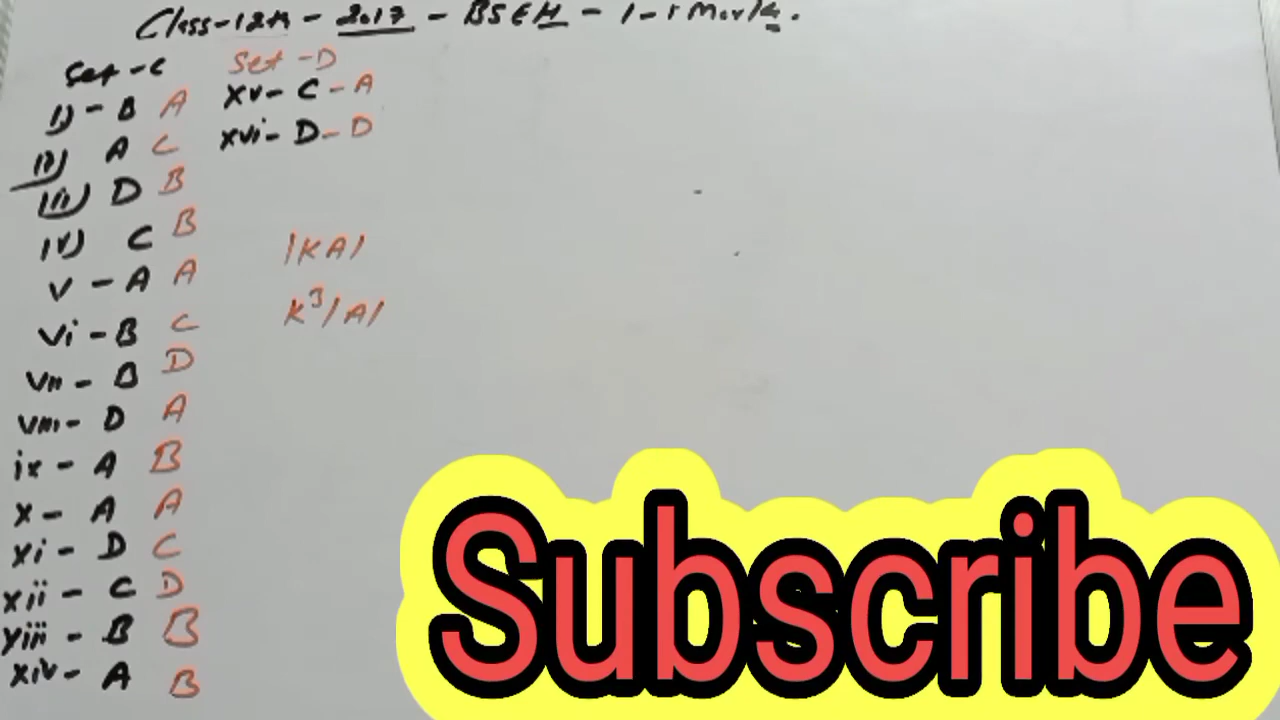 Class-12th - 2017 - BSEH - 1-1 Mark.
Set-C Set-D
i) - B A xv- C - A
ii) A C xvi- D - D
iii) D B
iv) C B
|KA|
v - A A
K³|A|
vi - B C
vii - B D
viii - D A
ix - A B
x - A A
xi - D C
xii - C D
xiii - B B
xiv - A B
Subscribe